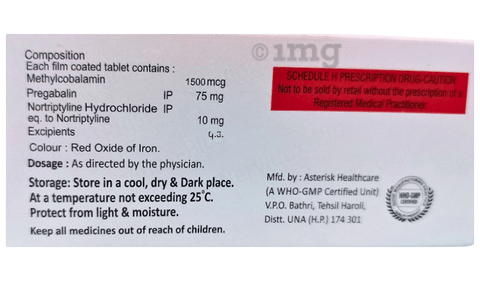 ©1mg
Composition
Each film coated tablet contains :
Methylcobalamin 1500mcg
Pregabalin IP 75 mg
Nortriptyline Hydrochloride IP
eq. to Nortriptyline 10 mg
Excipients q.s.
Colour : Red Oxide of Iron.
Dosage : As directed by the physician.
Storage: Store in a cool, dry & Dark place.
At a temperature not exceeding 25°C.
Protect from light & moisture.
Keep all medicines out of reach of children.
SCHEDULE H PRESCRIPTION DRUG-CAUTION
Not to be sold by retail without the prescription of a
Registered Medical Practitioner.
Mfd. by : Asterisk Healthcare
(A WHO-GMP Certified Unit)
V.P.O. Bathri, Tehsil Haroli,
Distt. UNA (H.P.) 174 301
WHO-GMP
CERTIFIED